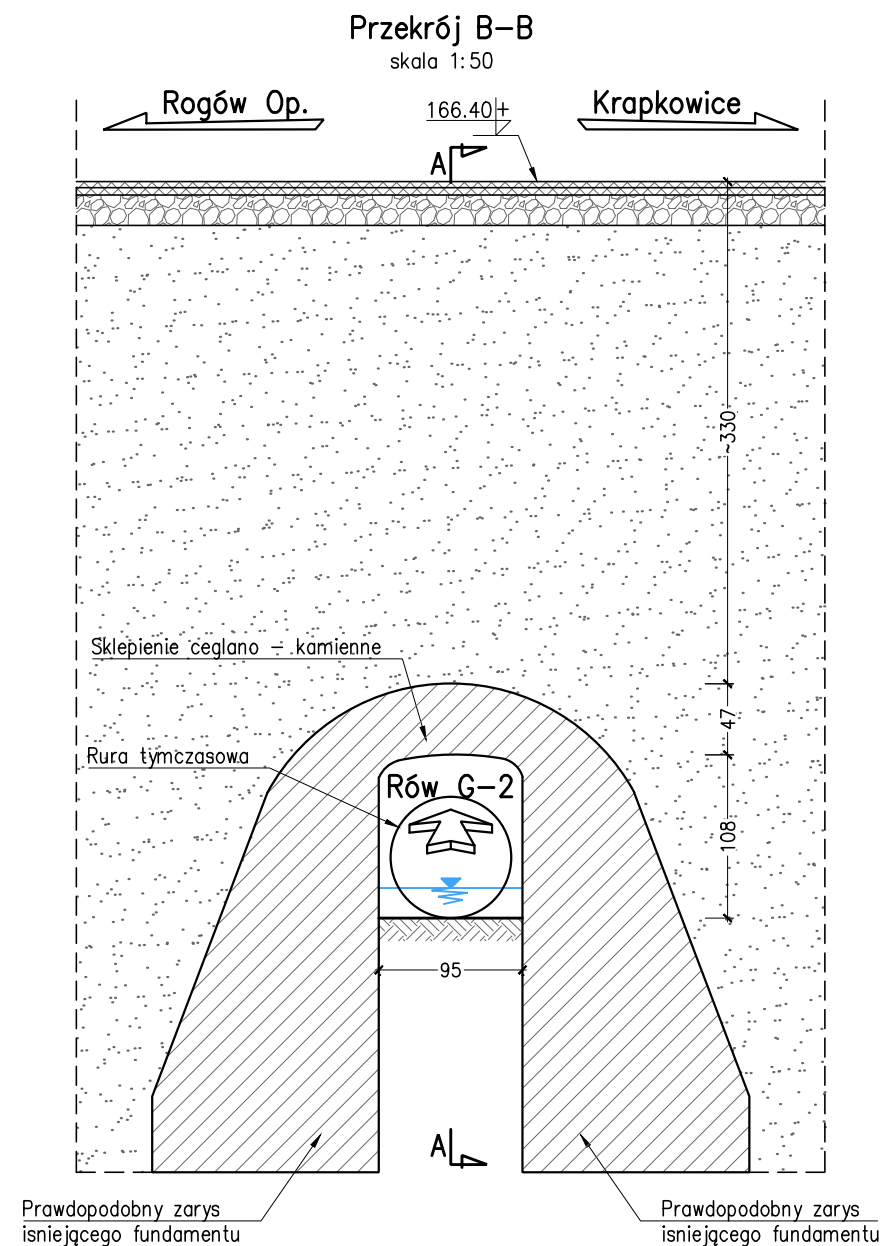 Przekrój B-B
skala 1:50
Rogów Op.
166.40
Krapkowice
A
~330
Sklepienie ceglano - kamienne
47
Rura tymczasowa
Rów G-2
108
95
A
Prawdopodobny zarys
isniejącego fundamentu
Prawdopodobny zarys
isniejącego fundamentu